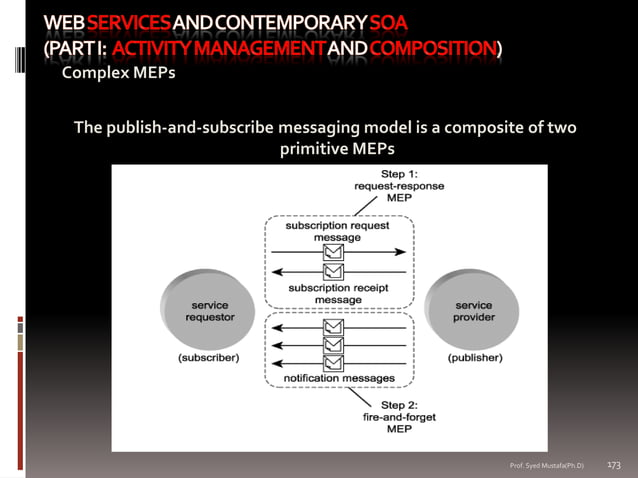 WEB SERVICES AND CONTEMPORARY SOA
(PART I: ACTIVITY MANAGEMENT AND COMPOSITION)
Complex MEPs
The publish-and-subscribe messaging model is a composite of two
primitive MEPs
Step 1:
request-response
MEP
subscription request
message
subscription receipt
message
service
requestor
(subscriber)
service
provider
(publisher)
notification messages
Step 2:
fire-and-forget
MEP
Prof. Syed Mustafa(Ph.D)
173